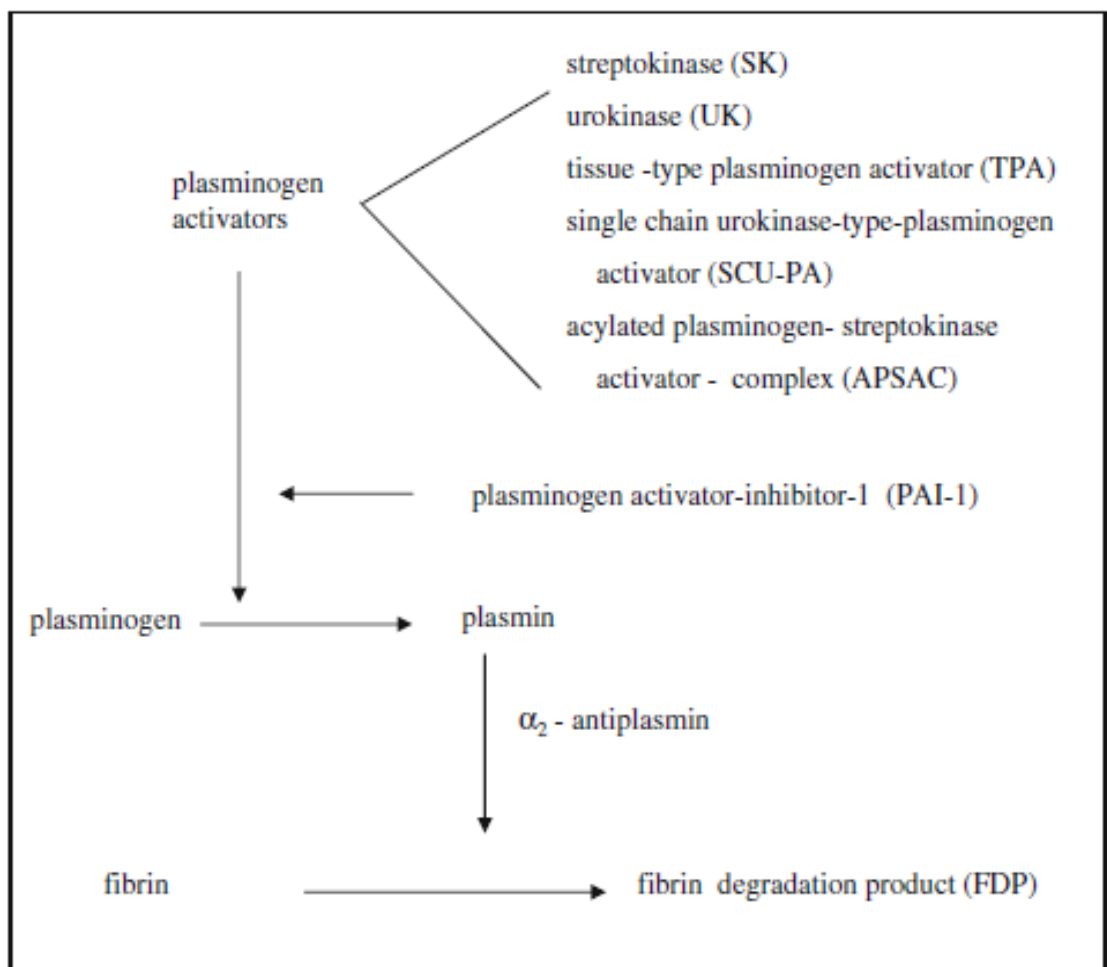 streptokinase (SK)
urokinase (UK)
tissue -type plasminogen activator (TPA)
plasminogen
activators
single chain urokinase-type-plasminogen
activator (SCU-PA)
acylated plasminogen- streptokinase
activator - complex (APSAC)
plasminogen activator-inhibitor-1 (PAI-1)
plasminogen
plasmin
α₂ - antiplasmin
fibrin
fibrin degradation product (FDP)